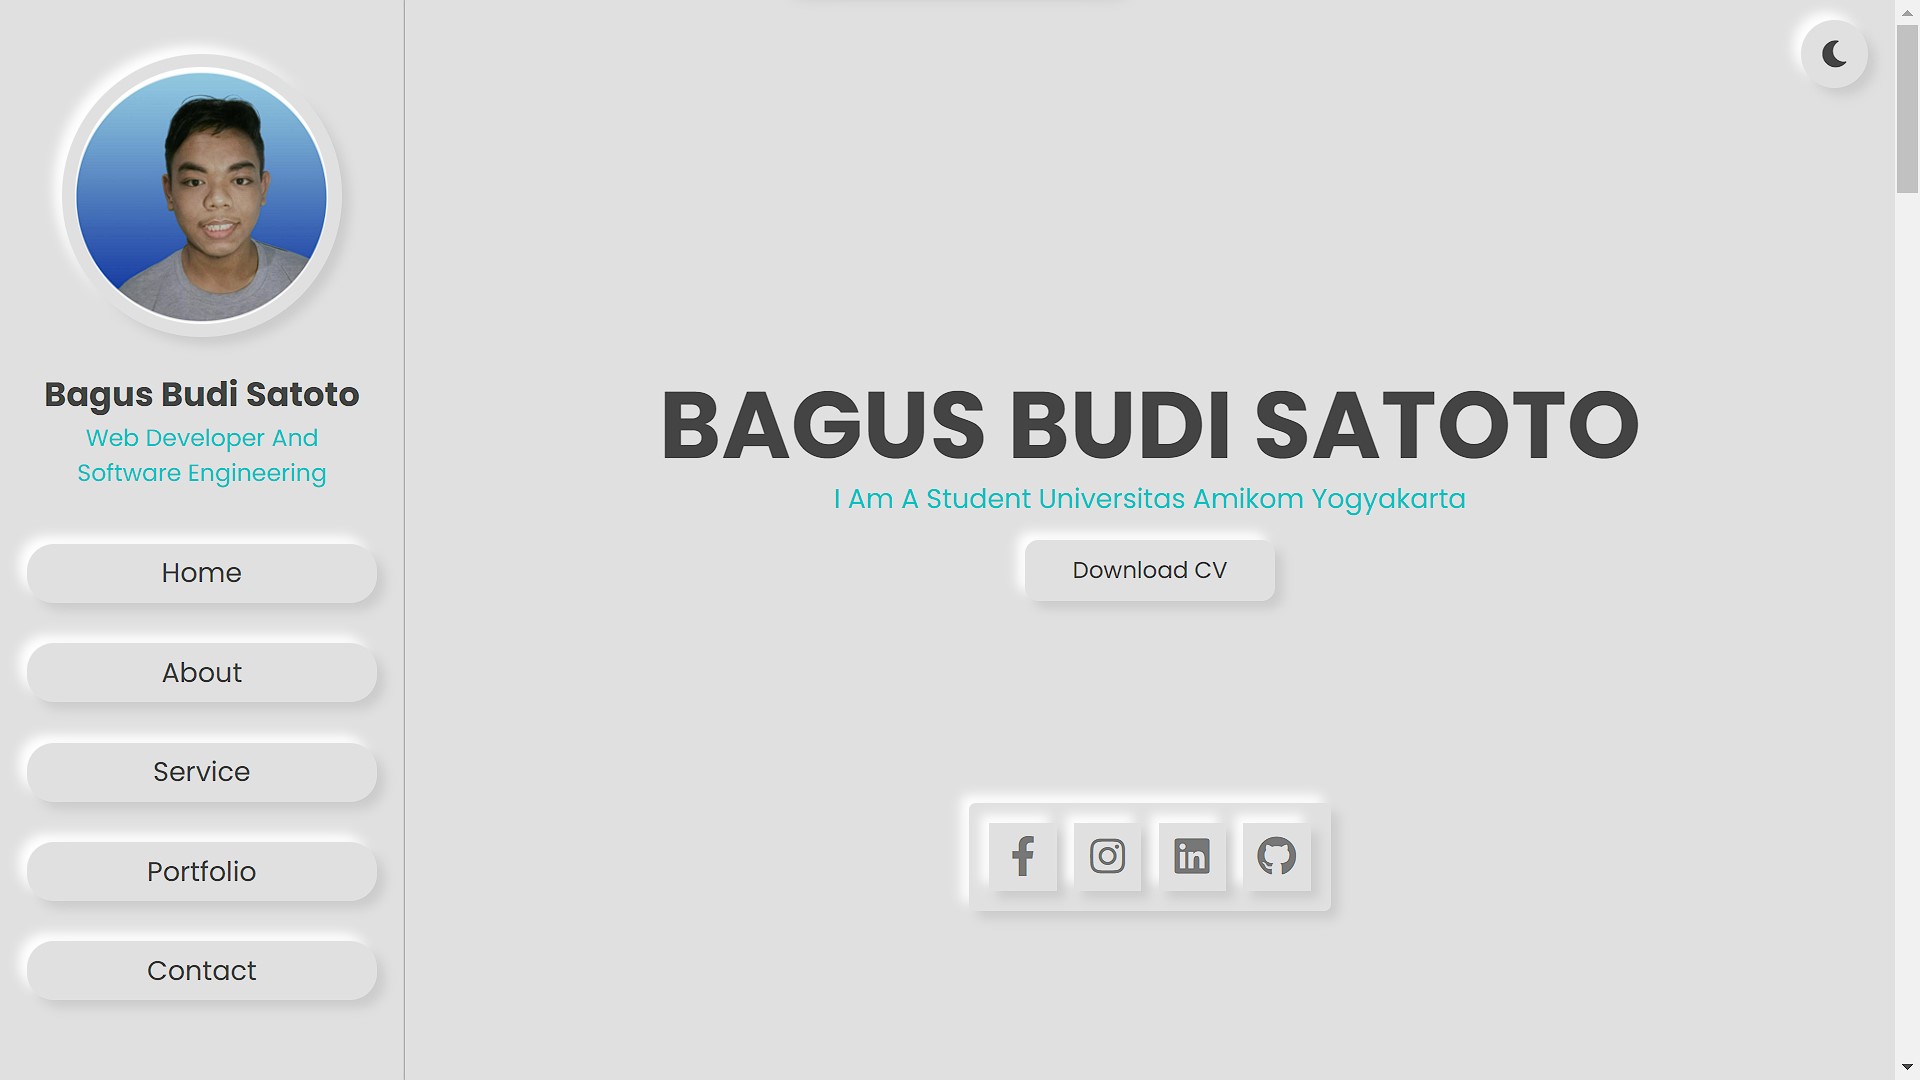 Bagus Budi Satoto
Web Developer And
Software Engineering
Home
About
Service
Portfolio
Contact
BAGUS BUDI SATOTO
I Am A Student Universitas Amikom Yogyakarta
Download CV